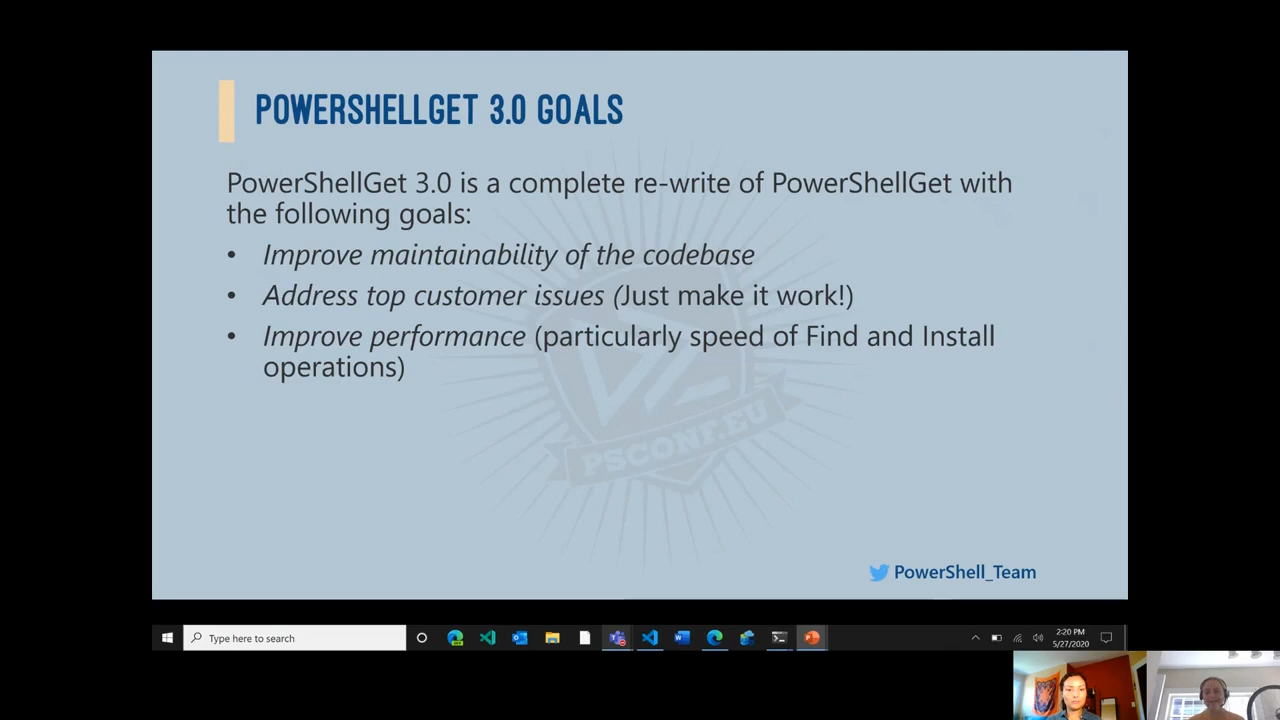 POWERSHELLGET 3.0 GOALS
PowerShellGet 3.0 is a complete re-write of PowerShellGet with
the following goals:
• Improve maintainability of the codebase
• Address top customer issues (Just make it work!)
• Improve performance (particularly speed of Find and Install
operations)
PSCONF.EU
PowerShell_Team
Type here to search
2:20 PM
5/27/2020